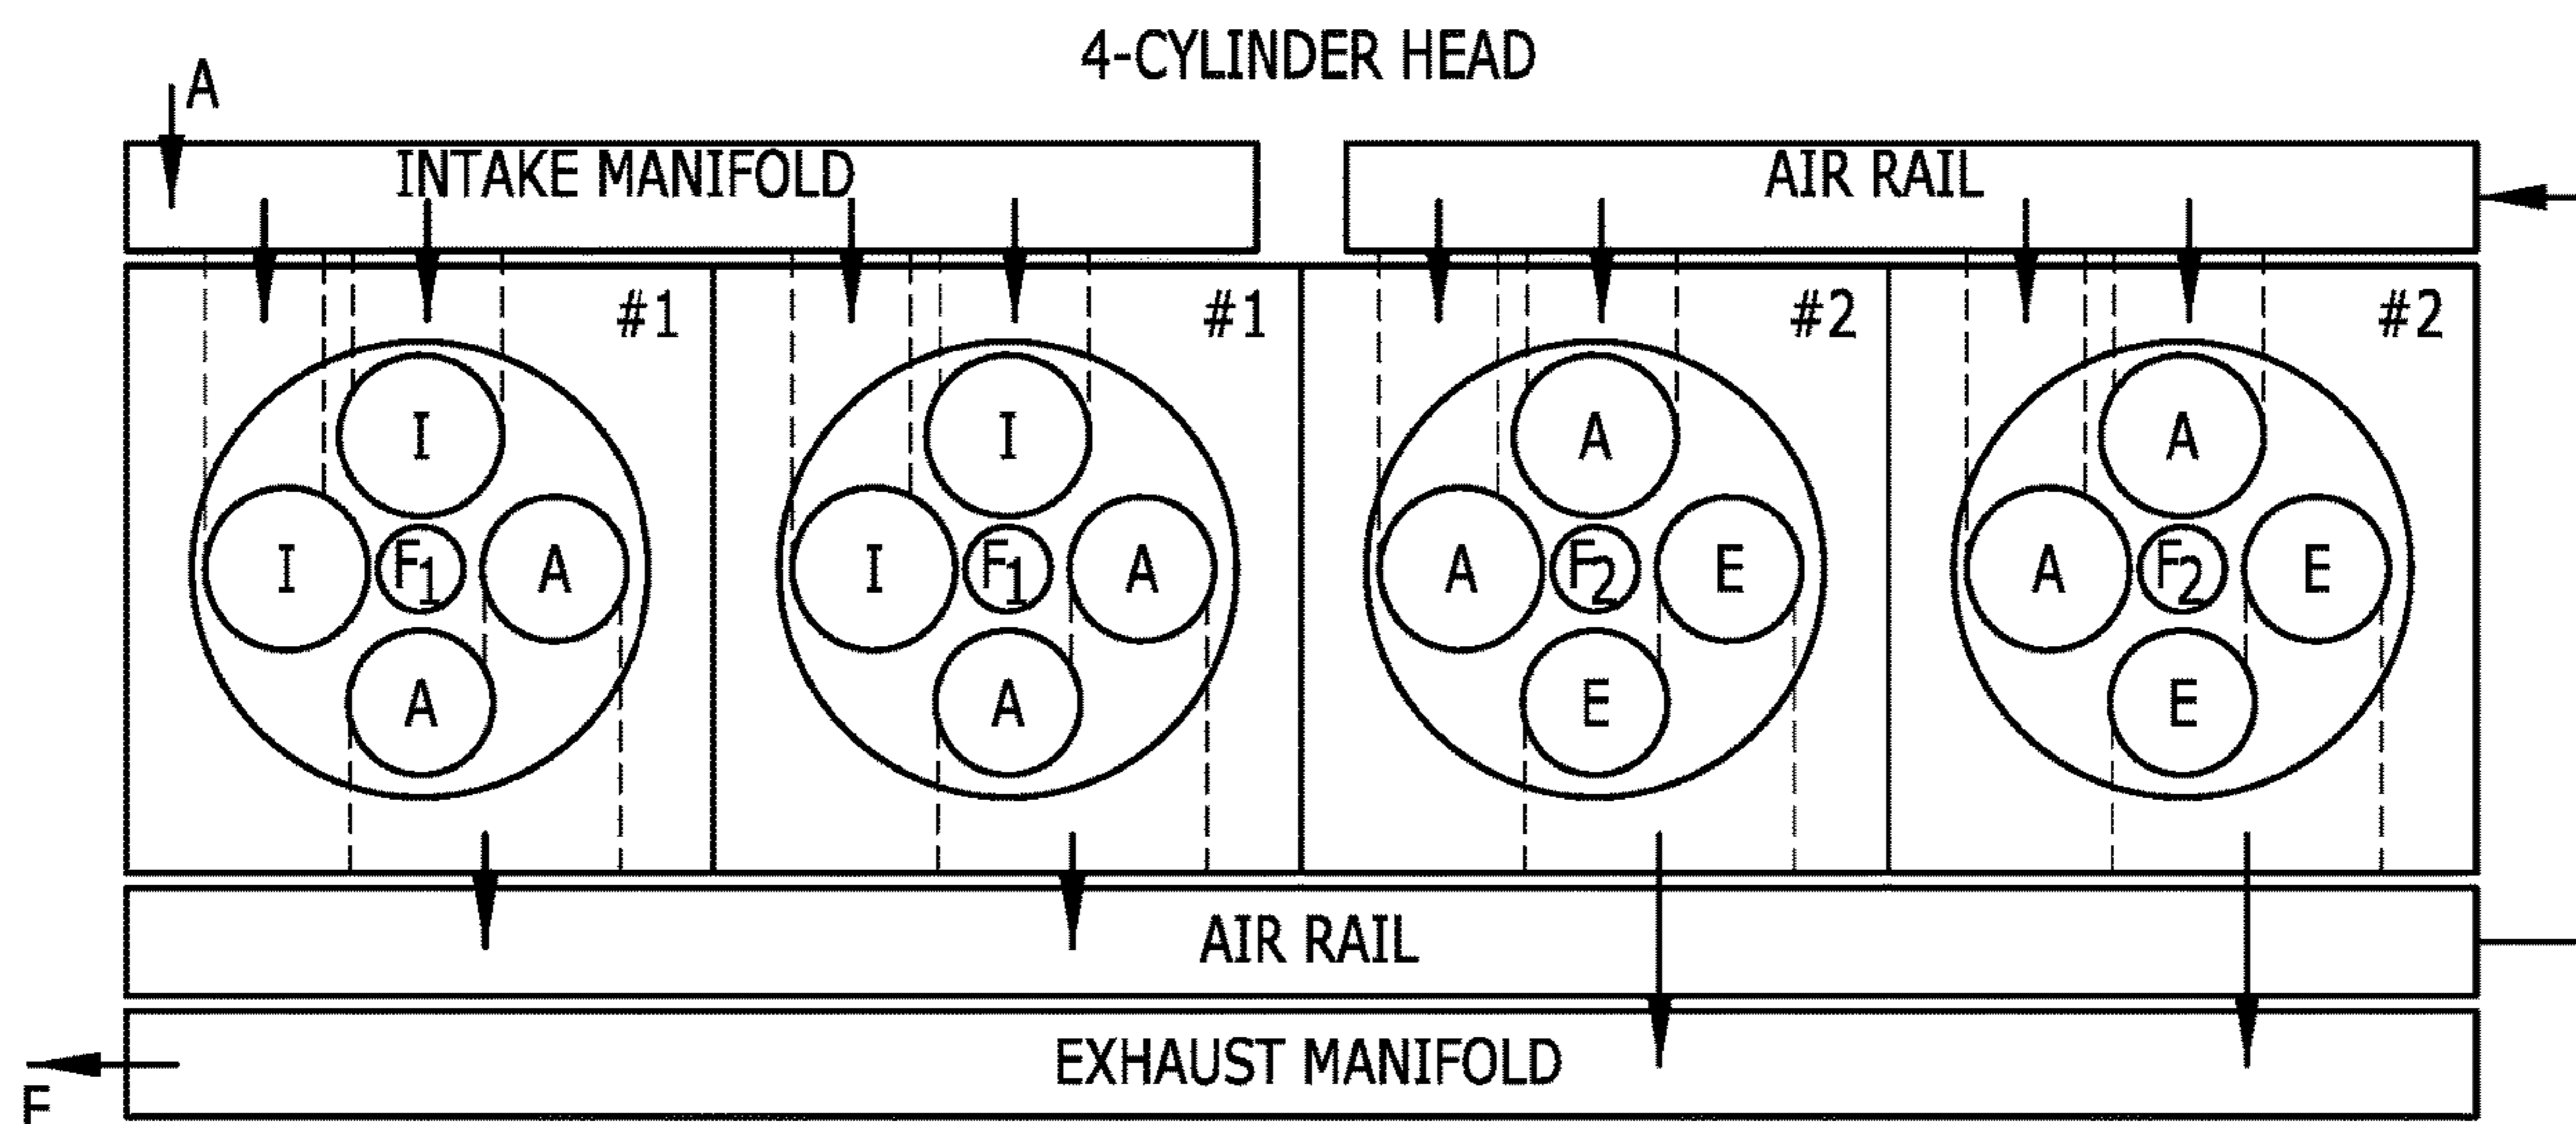 4-CYLINDER HEAD
A
INTAKE MANIFOLD
AIR RAIL
#1
#1
#2
#2
I
I
A
A
I
F1
A
I
F1
A
A
F2
E
A
F2
E
A
A
E
E
AIR RAIL
EXHAUST MANIFOLD